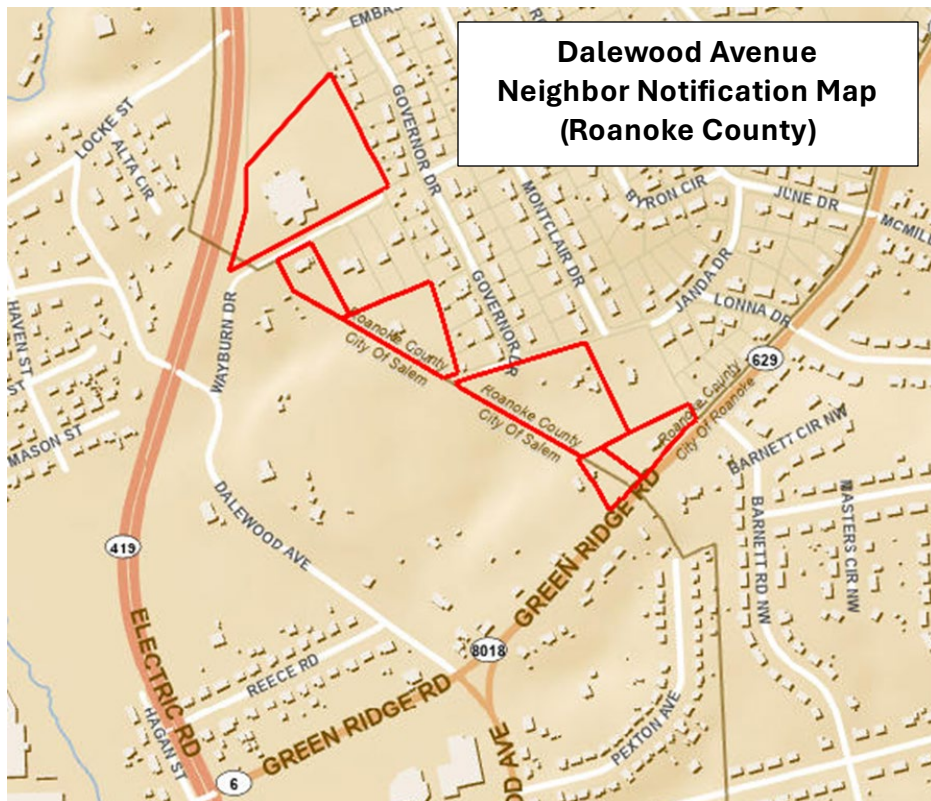 Dalewood Avenue
Neighbor Notification Map
(Roanoke County)
LOCKE ST
ALTA CIR
GOVERNOR DR
MONTCLAIR DR
BYRON CIR
JUNE DR
JANDA DR
LONNA DR
HAVEN ST
WAYBURN DR
GOVERNOR DR
Roanoke County
City Of Salem
629
Roanoke County
City Of Salem
Roanoke County
City Of Roanoke
ST
MASON ST
BARNETT CIR NW
DALEWOOD AVE
GREEN RIDGE RD
BARNETT RD NW
MASTERS CIR NW
419
ELECTRIC RD
8018
REECE RD
HAGAN ST
GREEN RIDGE RD
PEXTON AVE
6